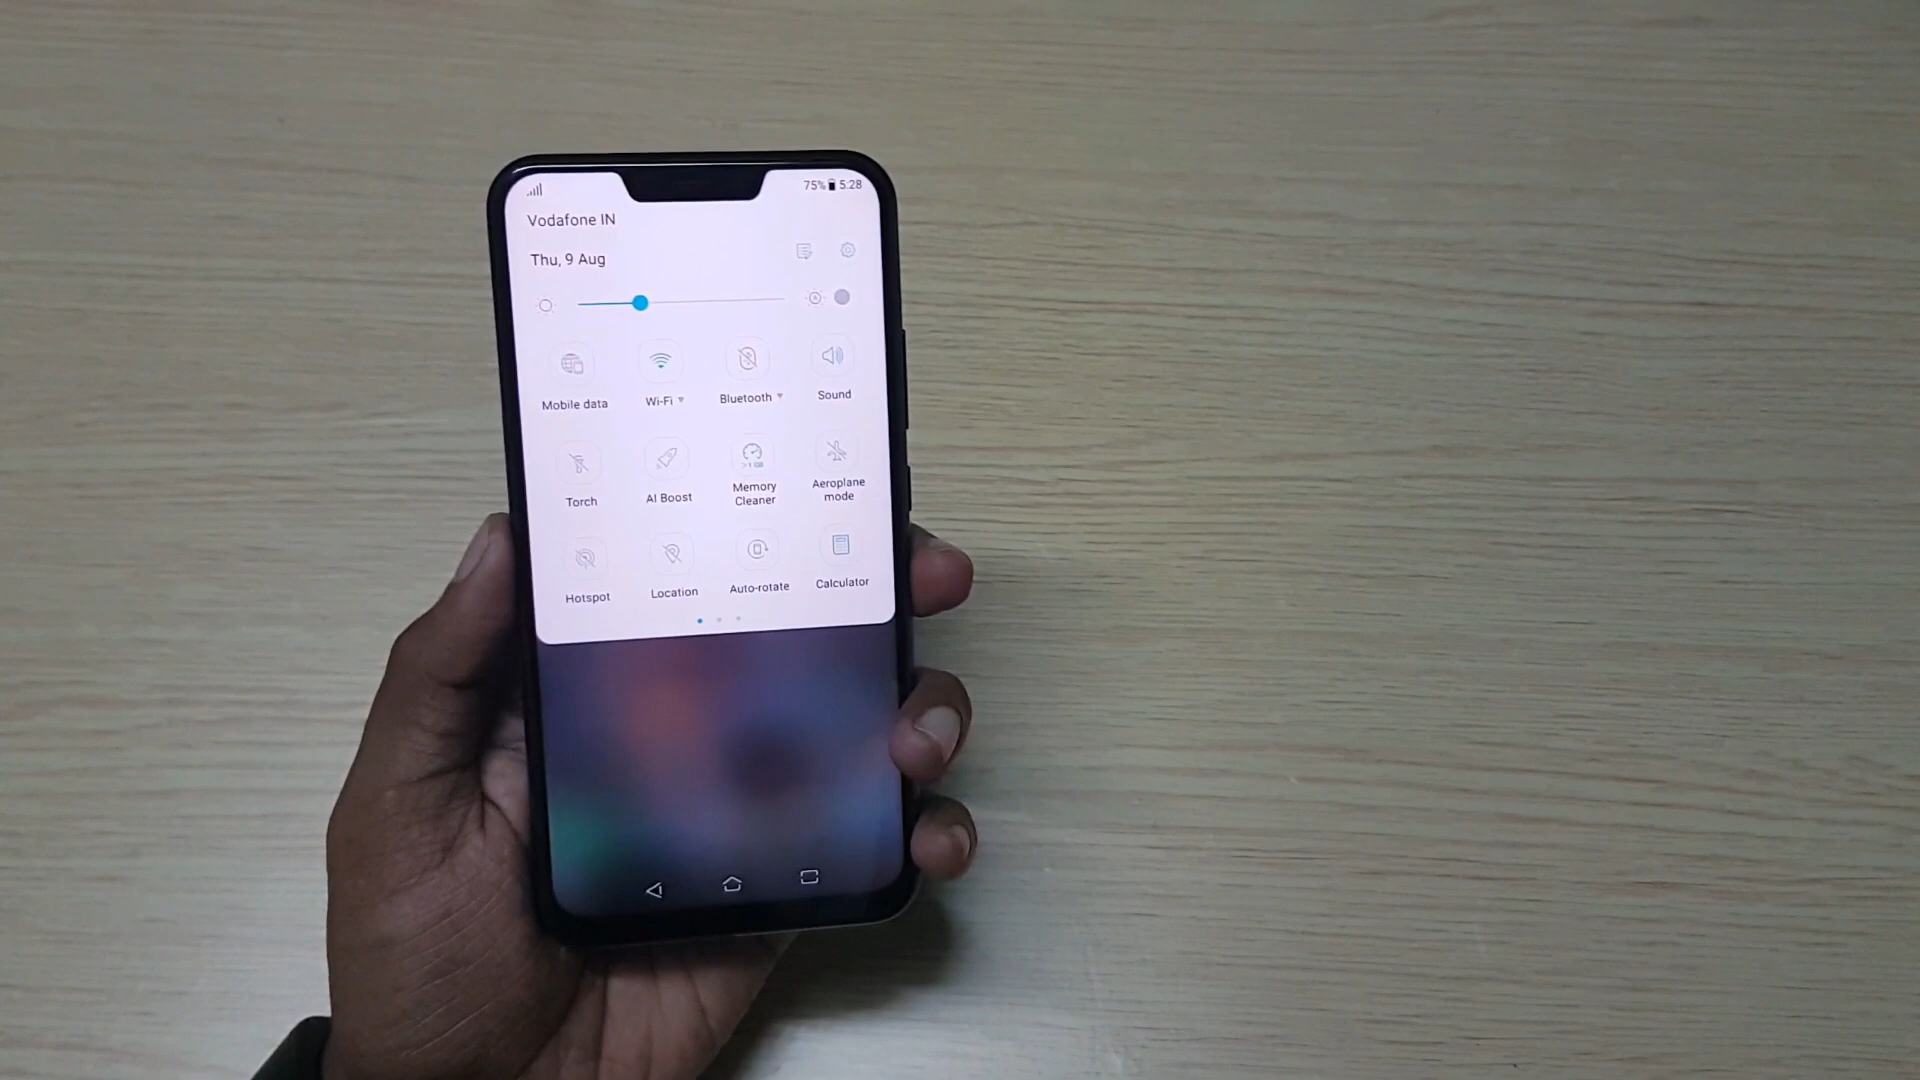 75% 5:28
Vodafone IN
Thu, 9 Aug
Mobile data
Wi-Fi
Bluetooth
Sound
Torch
AI Boost
Memory
Cleaner
Aeroplane
mode
Hotspot
Location
Auto-rotate
Calculator